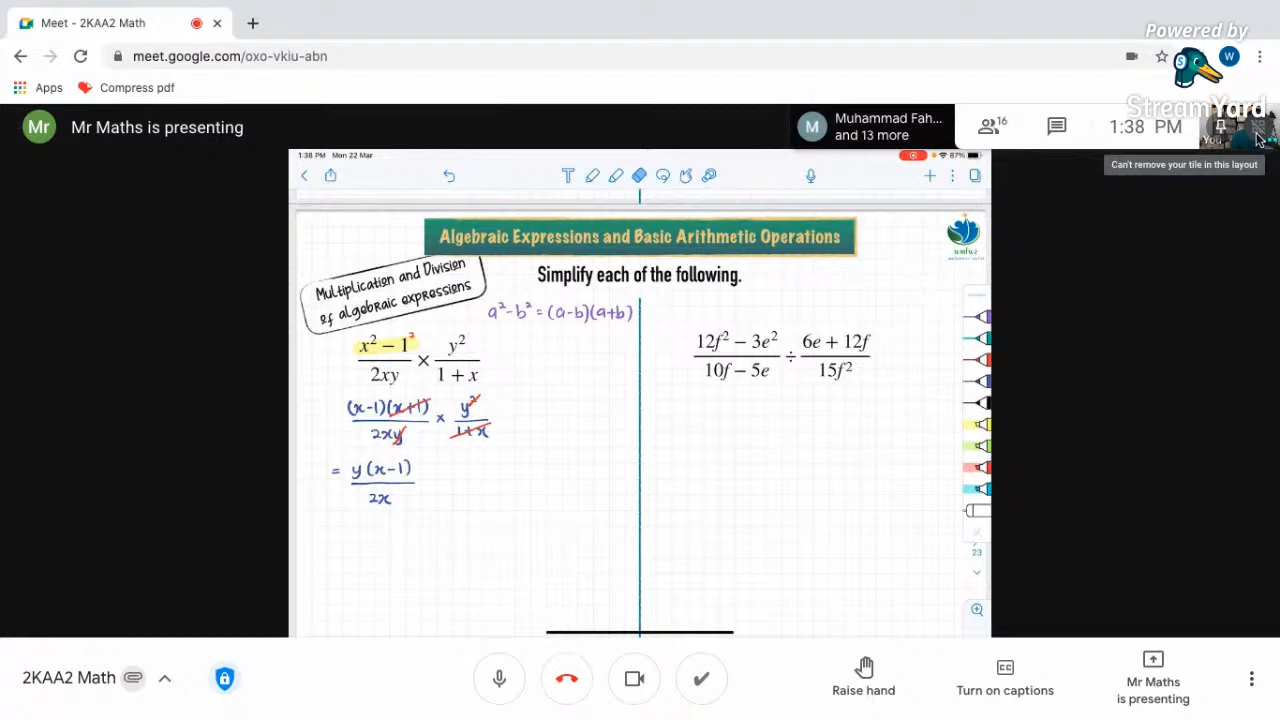 Meet - 2KAA2 Math
Powered by
meet.google.com/oxo-vkiu-abn
W
Apps
Compress pdf
StreamYard
Mr
Mr Maths is presenting
M
Muhammad Fah...
and 13 more
16
1:38 PM
You
Can't remove your tile in this layout
1:38 PM Mon 22 Mar
87%
Algebraic Expressions and Basic Arithmetic Operations
wmfwz
Simplify each of the following.
Multiplication and Division
of algebraic expressions
a² - b² = (a-b)(a+b)
x² − 1² / 2xy × y² / 1 + x
12f² − 3e² / 10f − 5e ÷ 6e + 12f / 15f²
(x-1)(x+1) / 2xy × y² / 1+x
= y(x-1) / 2x
23
2KAA2 Math
Raise hand
Turn on captions
Mr Maths
is presenting